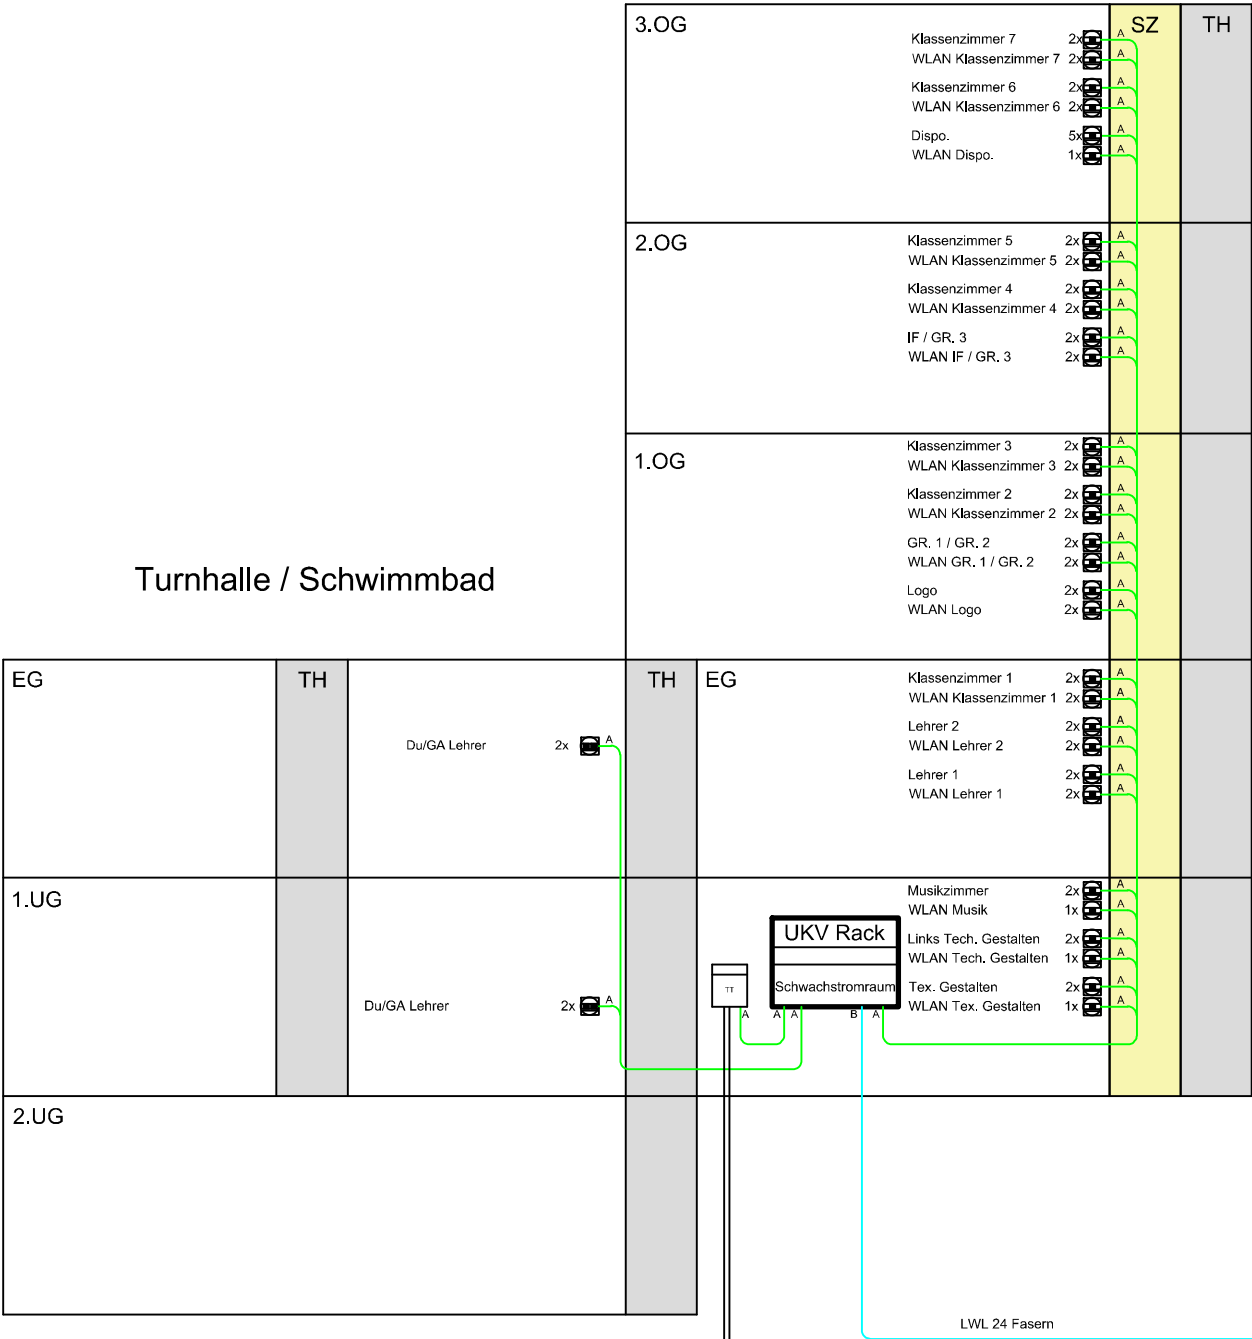 3.OG
SZ
TH
Klassenzimmer 7 2x A
WLAN Klassenzimmer 7 2x A
Klassenzimmer 6 2x A
WLAN Klassenzimmer 6 2x A
Dispo. 5x A
WLAN Dispo. 1x A
2.OG
Klassenzimmer 5 2x A
WLAN Klassenzimmer 5 2x A
Klassenzimmer 4 2x A
WLAN Klassenzimmer 4 2x A
IF / GR. 3 2x A
WLAN IF / GR. 3 2x A
1.OG
Klassenzimmer 3 2x A
WLAN Klassenzimmer 3 2x A
Klassenzimmer 2 2x A
WLAN Klassenzimmer 2 2x A
GR. 1 / GR. 2 2x A
WLAN GR. 1 / GR. 2 2x A
Logo 2x A
WLAN Logo 2x A
Turnhalle / Schwimmbad
EG
TH
TH
EG
Klassenzimmer 1 2x A
WLAN Klassenzimmer 1 2x A
Lehrer 2 2x A
WLAN Lehrer 2 2x A
Lehrer 1 2x A
WLAN Lehrer 1 2x A
Du/GA Lehrer 2x A
1.UG
Musikzimmer 2x A
WLAN Musik 1x A
Links Tech. Gestalten 2x A
WLAN Tech. Gestalten 1x A
Tex. Gestalten 2x A
WLAN Tex. Gestalten 1x A
UKV Rack
Schwachstromraum
TT
Du/GA Lehrer 2x A
A A A B A
2.UG
LWL 24 Fasern